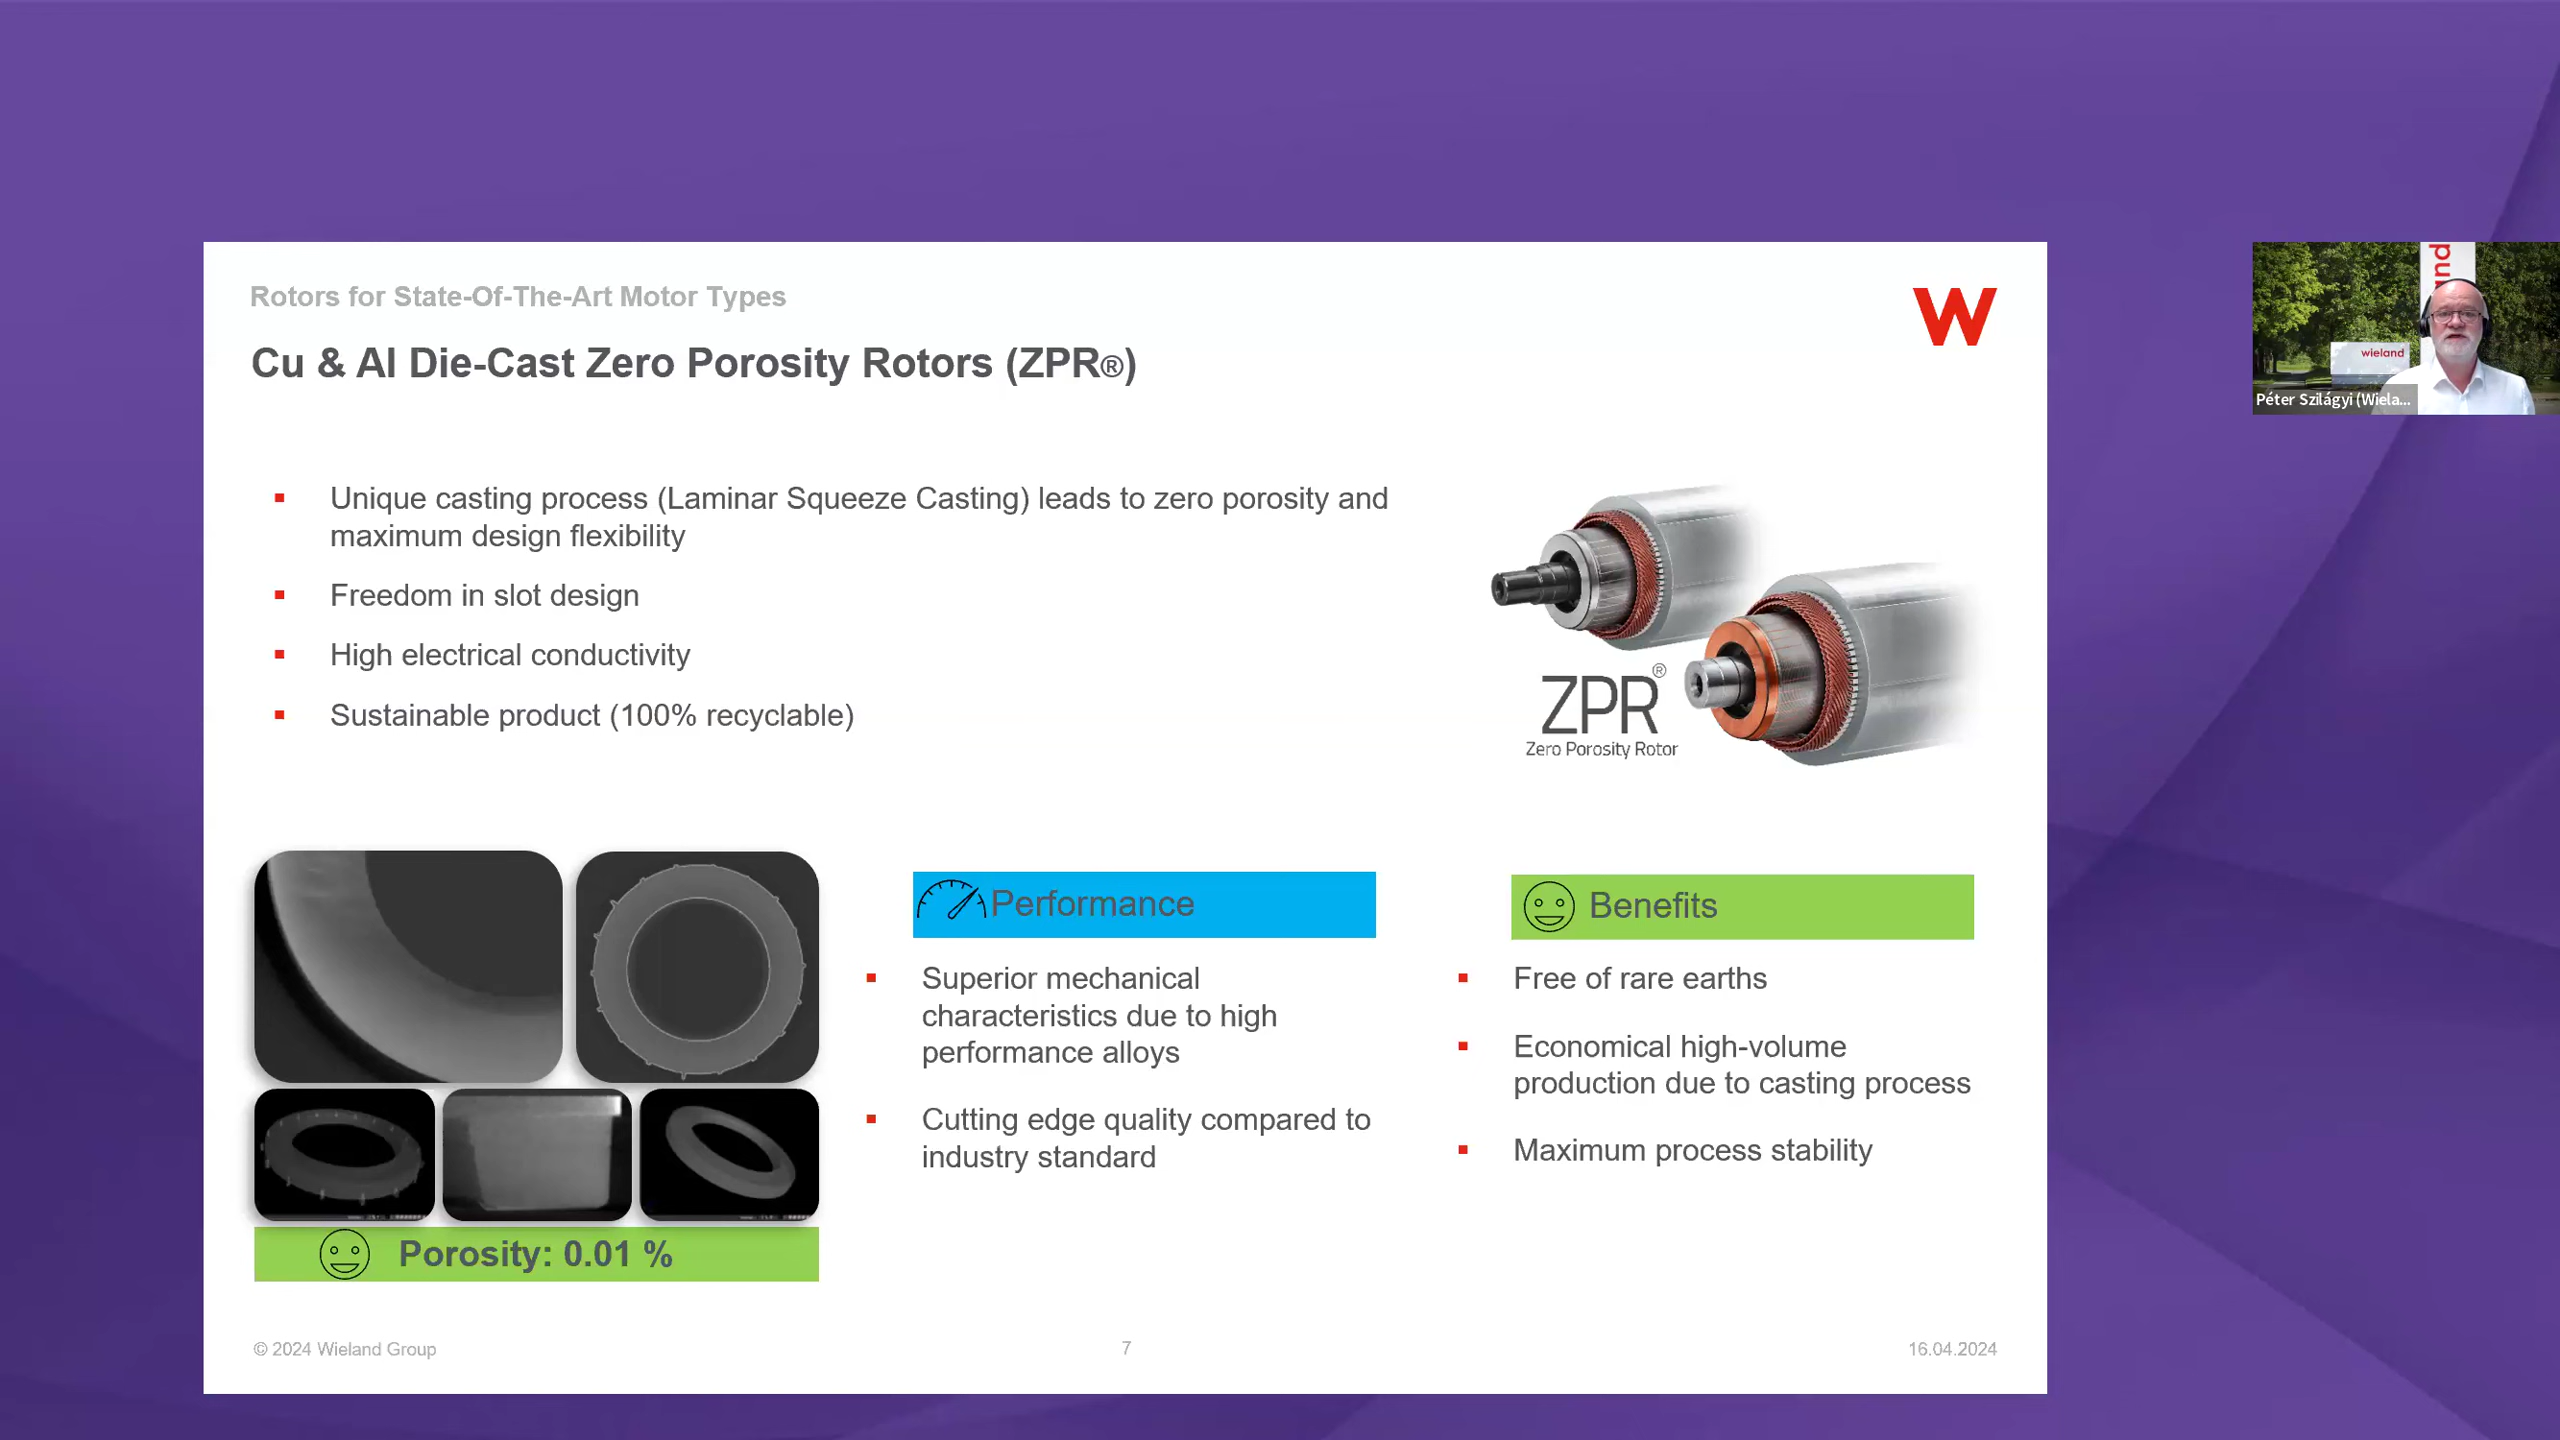 Rotors for State-Of-The-Art Motor Types
W
Cu & Al Die-Cast Zero Porosity Rotors (ZPR®)
Unique casting process (Laminar Squeeze Casting) leads to zero porosity and
maximum design flexibility
Freedom in slot design
High electrical conductivity
Sustainable product (100% recyclable)
ZPR®
Zero Porosity Rotor
Performance
Superior mechanical
characteristics due to high
performance alloys
Cutting edge quality compared to
industry standard
Benefits
Free of rare earths
Economical high-volume
production due to casting process
Maximum process stability
Porosity: 0.01 %
© 2024 Wieland Group
7
16.04.2024
wieland
Péter Szilágyi (Wiela...